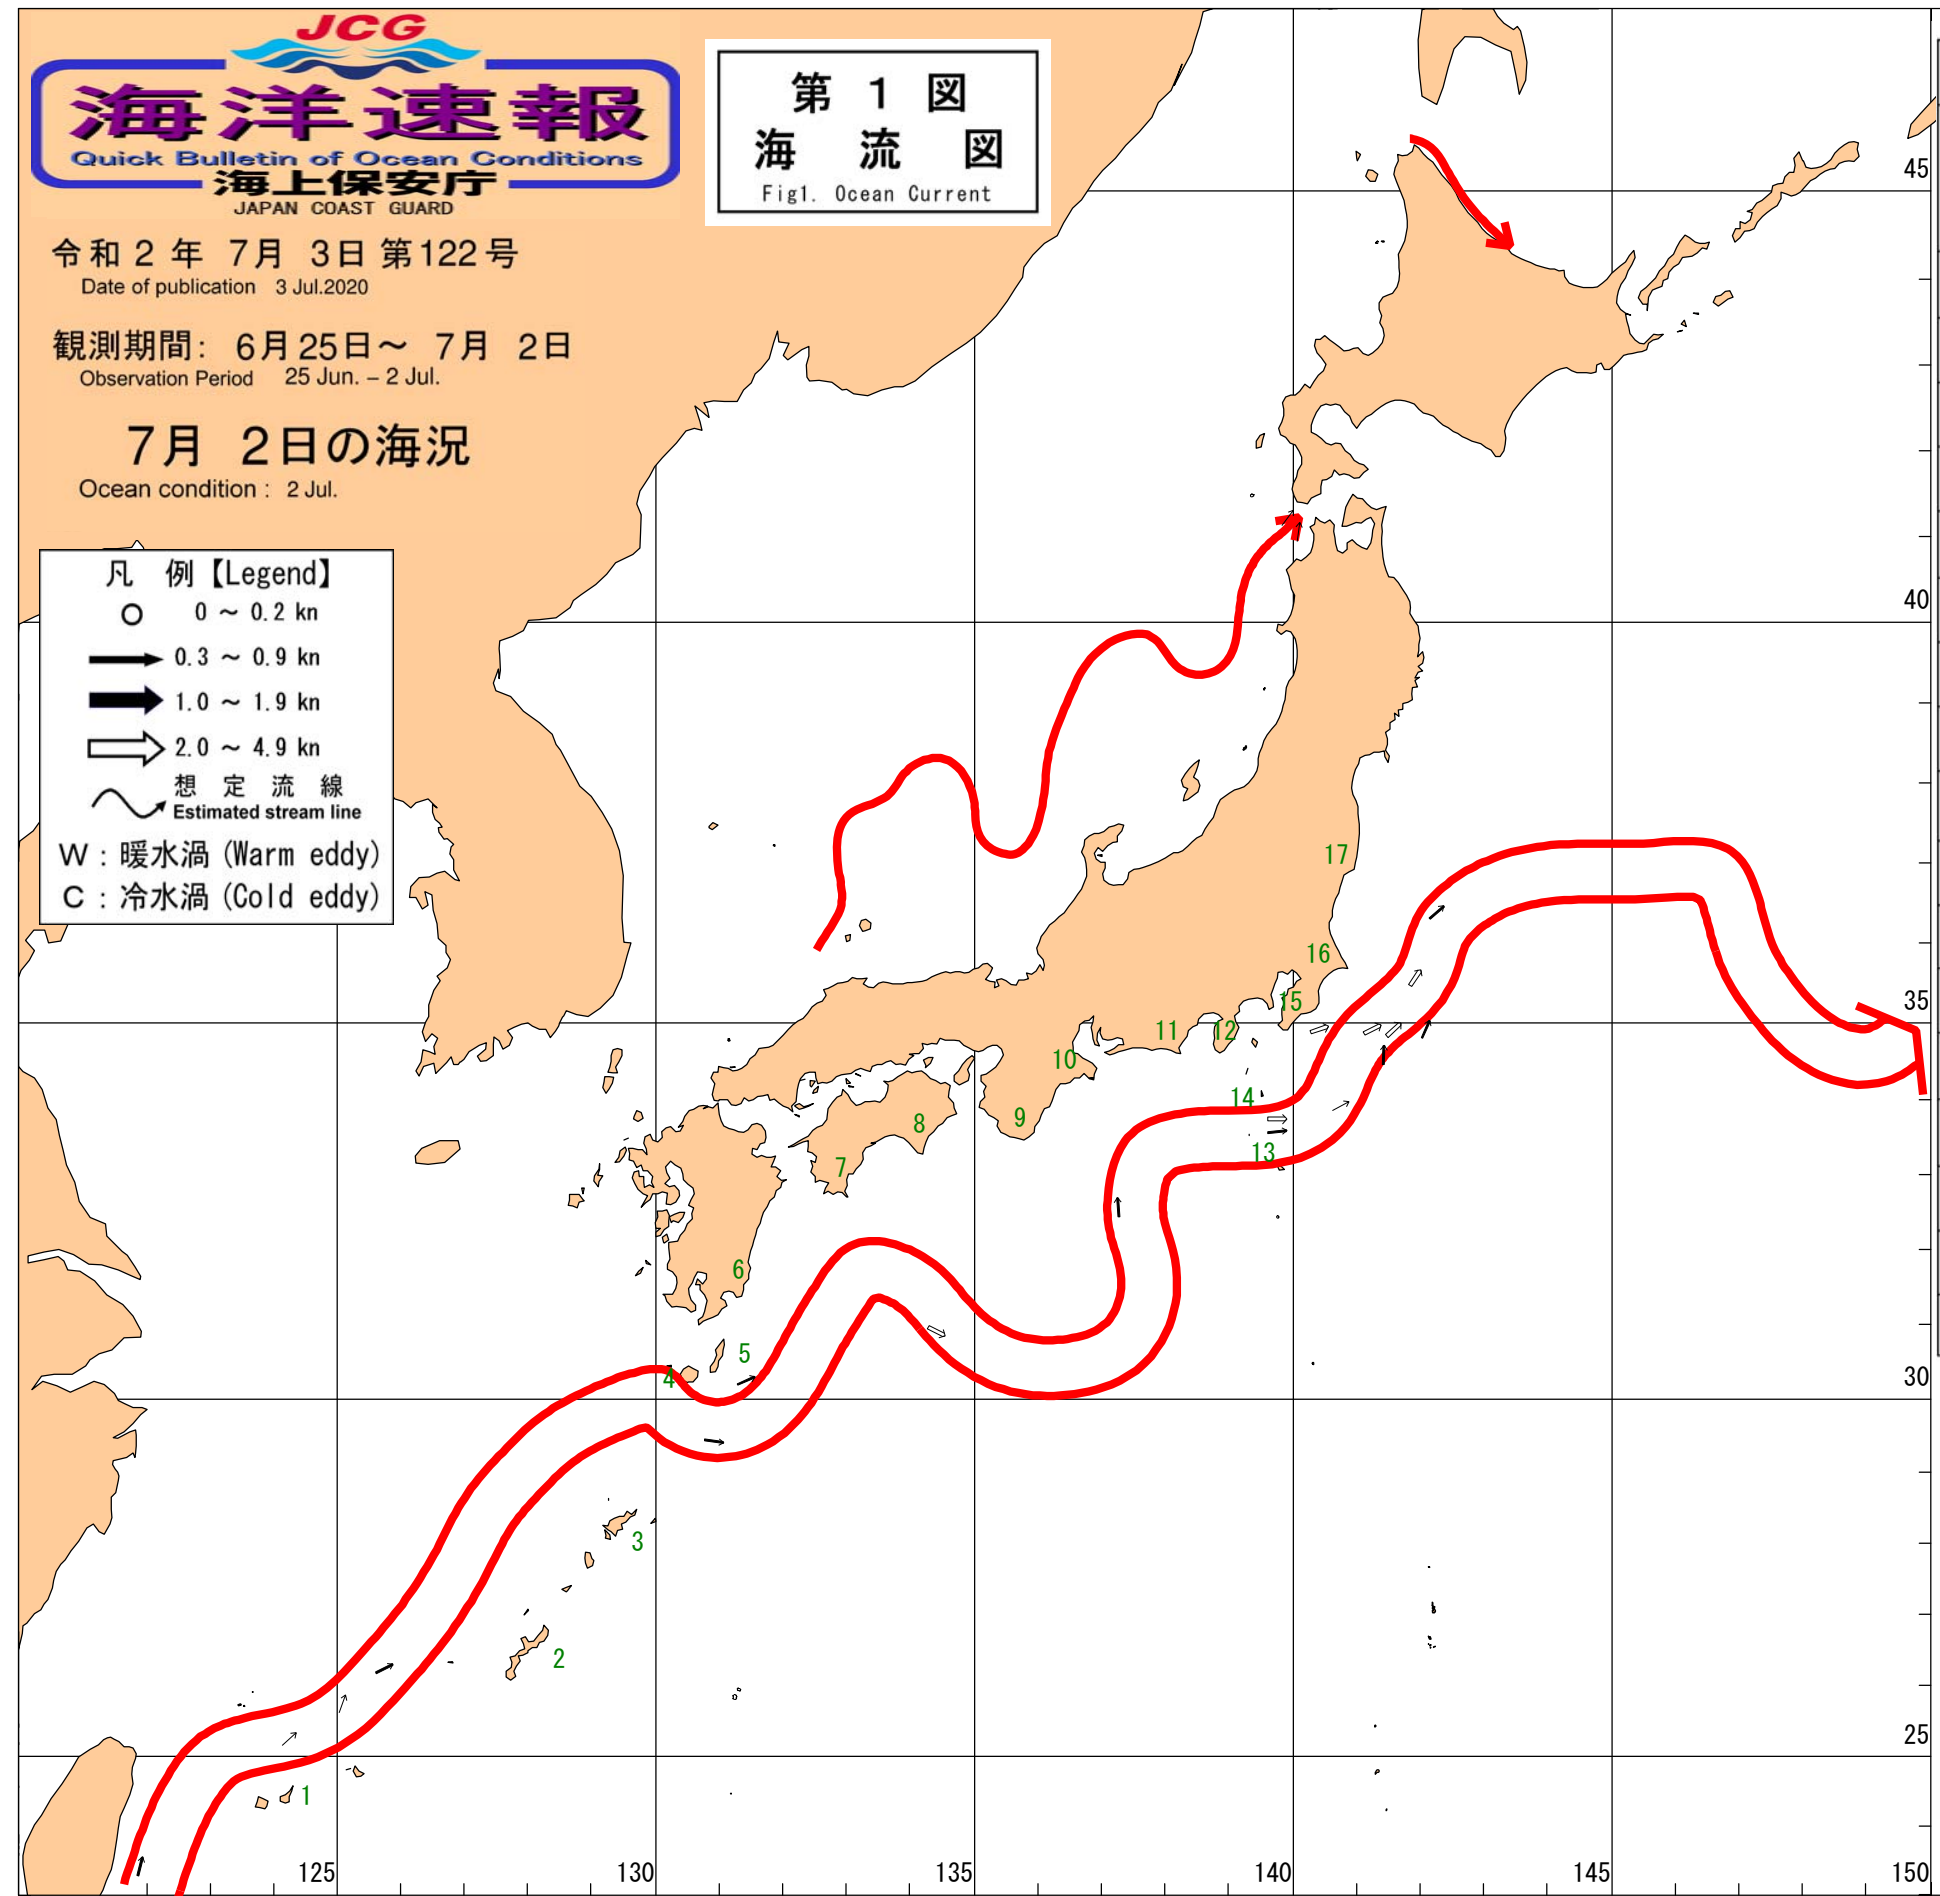 JCG
海洋速報
Quick Bulletin of Ocean Conditions
海上保安庁
JAPAN COAST GUARD
第 1 図
海 流 図
Fig1. Ocean Current
令和 2 年 7月 3日 第122号
Date of publication 3 Jul.2020
観測期間: 6月25日~ 7月 2日
Observation Period 25 Jun. – 2 Jul.
7月 2日の海況
Ocean condition : 2 Jul.
凡 例【Legend】
0 ~ 0.2 kn
0.3 ~ 0.9 kn
1.0 ~ 1.9 kn
2.0 ~ 4.9 kn
想 定 流 線
Estimated stream line
W : 暖水渦 (Warm eddy)
C : 冷水渦 (Cold eddy)
45
40
17
16
35
15
12
11
10
14
9
8
13
7
6
5
4
30
3
2
25
1
125
130
135
140
145
150